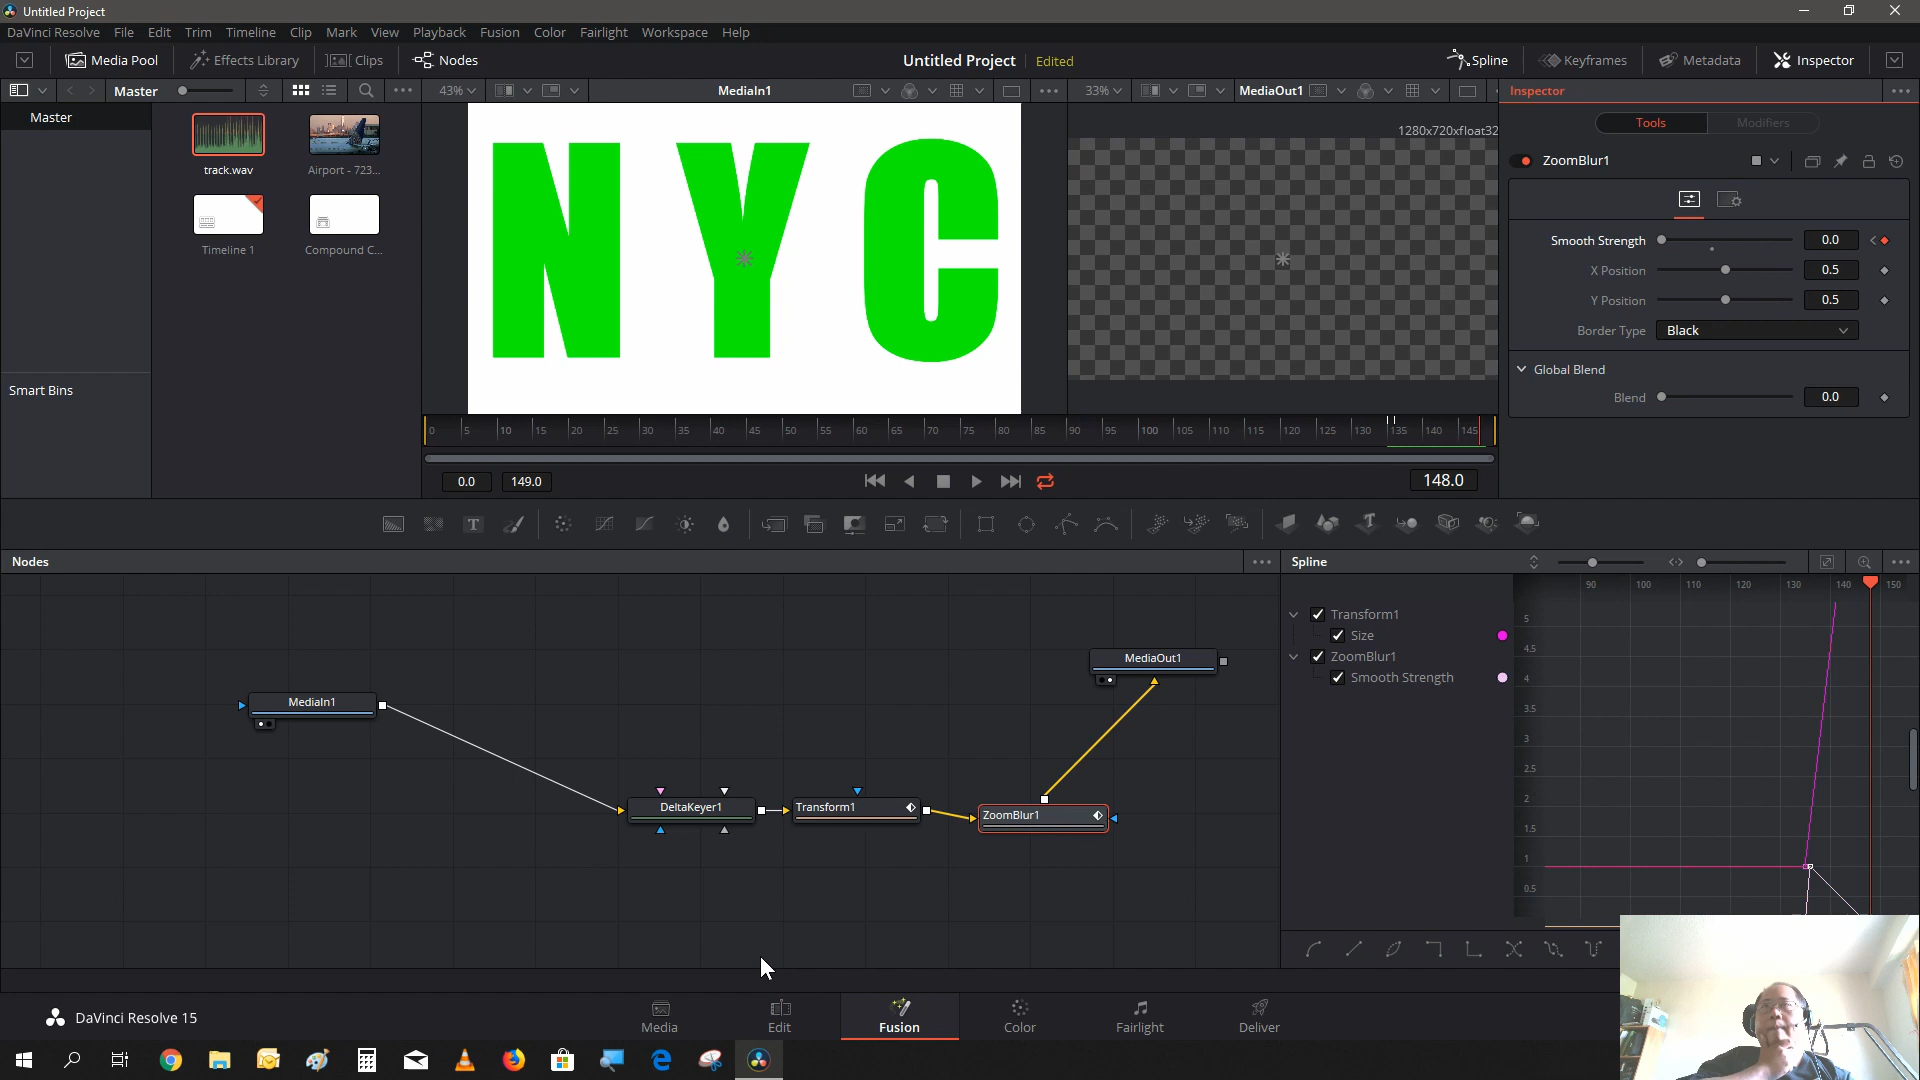 Untitled Project
DaVinci Resolve File Edit Trim Timeline Clip Mark View Playback Fusion Color Fairlight Workspace Help
Media Pool Effects Library Clips Nodes Untitled Project Edited Spline Keyframes Metadata Inspector
Master 43% MediaIn1 33% MediaOut1 Inspector
Master
track.wav
Airport - 723...
Timeline 1
Compound C...
Smart Bins
NYC
1280x720xfloat32
0 5 10 15 20 25 30 35 40 45 50 55 60 65 70 75 80 85 90 95 100 105 110 115 120 125 130 135 140 145
0.0 149.0 148.0
Tools Modifiers
ZoomBlur1
Smooth Strength 0.0
X Position 0.5
Y Position 0.5
Border Type Black
Global Blend
Blend 0.0
T T
Nodes
MediaIn1
DeltaKeyer1
Transform1
ZoomBlur1
MediaOut1
Spline
90 100 110 120 130 140 150
Transform1
Size
ZoomBlur1
Smooth Strength
5
4.5
4
3.5
3
2.5
2
1.5
1
0.5
DaVinci Resolve 15
Media Edit Fusion Color Fairlight Deliver